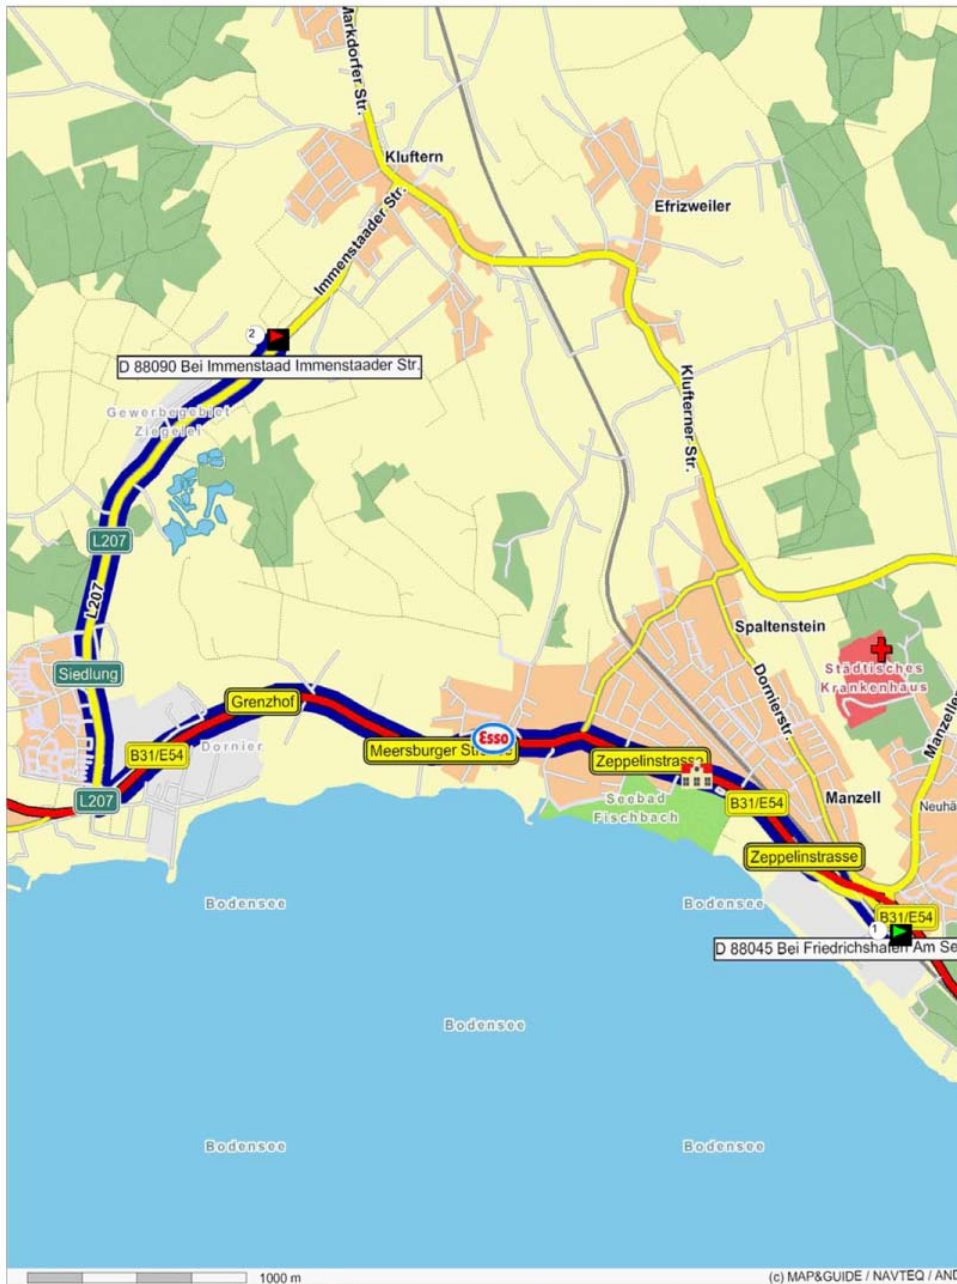 Markdorfer Str.
Kluftern
Efrizweiler
Immenstaader Str.
2
D 88090 Bei Immenstaad Immenstaader Str.
Klufterner Str.
Gewerbegebiet
Ziegelei
L207
L207
Spaltenstein
Städtisches
Krankenhaus
Siedlung
Dornierstr.
Manzeller
Grenzhof
Esso
Dornier
B31/E54
Meersburger
Zeppelinstrasse
L207
Seebad
Fischbach
B31/E54
Manzell
Neuhä
Zeppelinstrasse
Bodensee
Bodensee
B31/E54
1
D 88045 Bei Friedrichshafen Am Se
Bodensee
Bodensee
Bodensee
1000 m
(c) MAP&GUIDE / NAVTEQ / AND